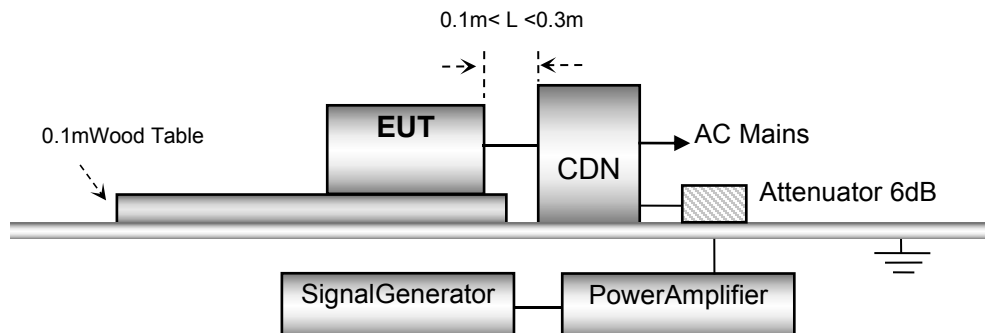 0.1m< L <0.3m
EUT
0.1mWood Table
AC Mains
CDN
Attenuator 6dB
SignalGenerator
PowerAmplifier